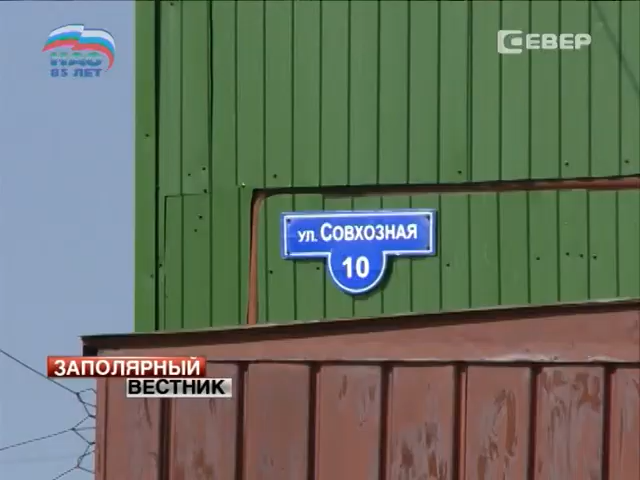 НАО
85 ЛЕТ
СЕВЕР
ул. Совхозная
10
ЗАПОЛЯРНЫЙ
ВЕСТНИК